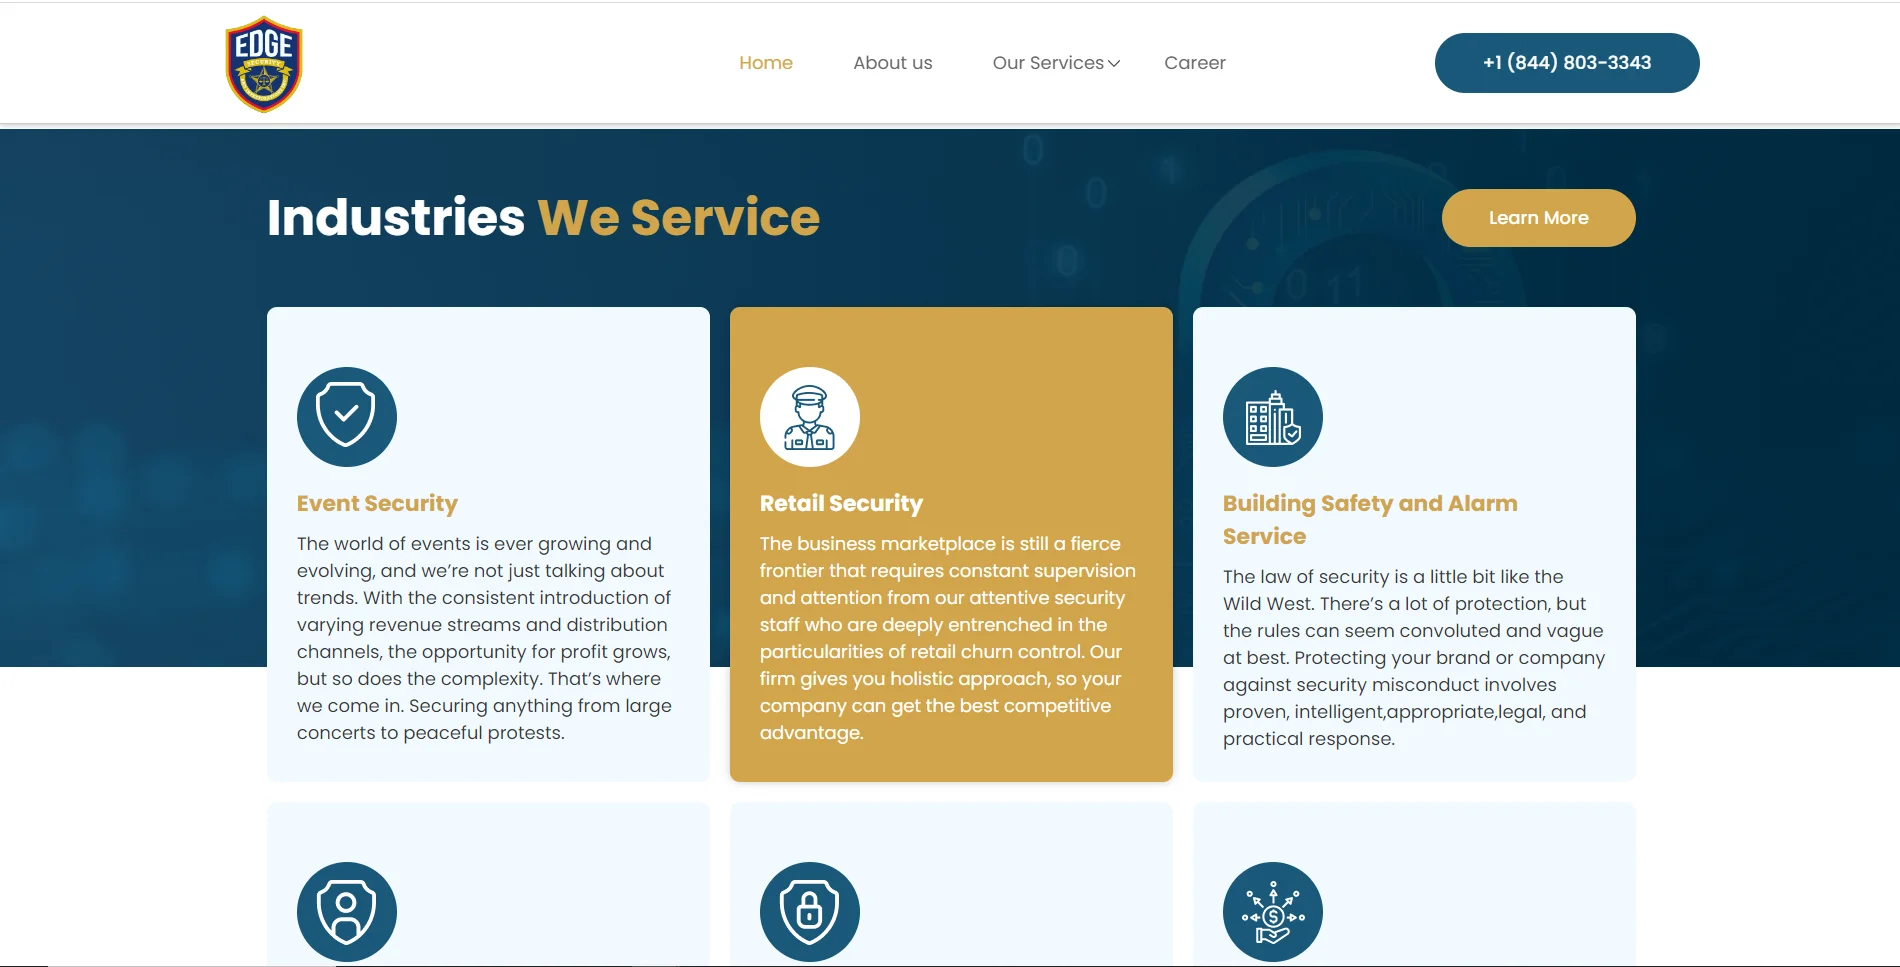 EDGE
SECURITY
Home
About us
Our Services
Career
+1 (844) 803-3343
Industries We Service
Learn More
Event Security
The world of events is ever growing and
evolving, and we’re not just talking about
trends. With the consistent introduction of
varying revenue streams and distribution
channels, the opportunity for profit grows,
but so does the complexity. That’s where
we come in. Securing anything from large
concerts to peaceful protests.
Retail Security
The business marketplace is still a fierce
frontier that requires constant supervision
and attention from our attentive security
staff who are deeply entrenched in the
particularities of retail churn control. Our
firm gives you holistic approach, so your
company can get the best competitive
advantage.
Building Safety and Alarm
Service
The law of security is a little bit like the
Wild West. There’s a lot of protection, but
the rules can seem convoluted and vague
at best. Protecting your brand or company
against security misconduct involves
proven, intelligent,appropriate,legal, and
practical response.